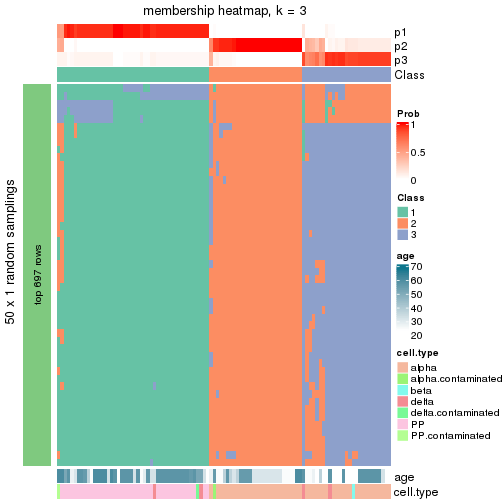 membership heatmap, k = 3
p1
p2
p3
Class
50 x 1 random samplings
top 697 rows
Prob
1
0.5
0
Class
1
2
3
age
70
60
50
40
30
20
cell.type
alpha
alpha.contaminated
beta
delta
delta.contaminated
PP
PP.contaminated
age
cell.type